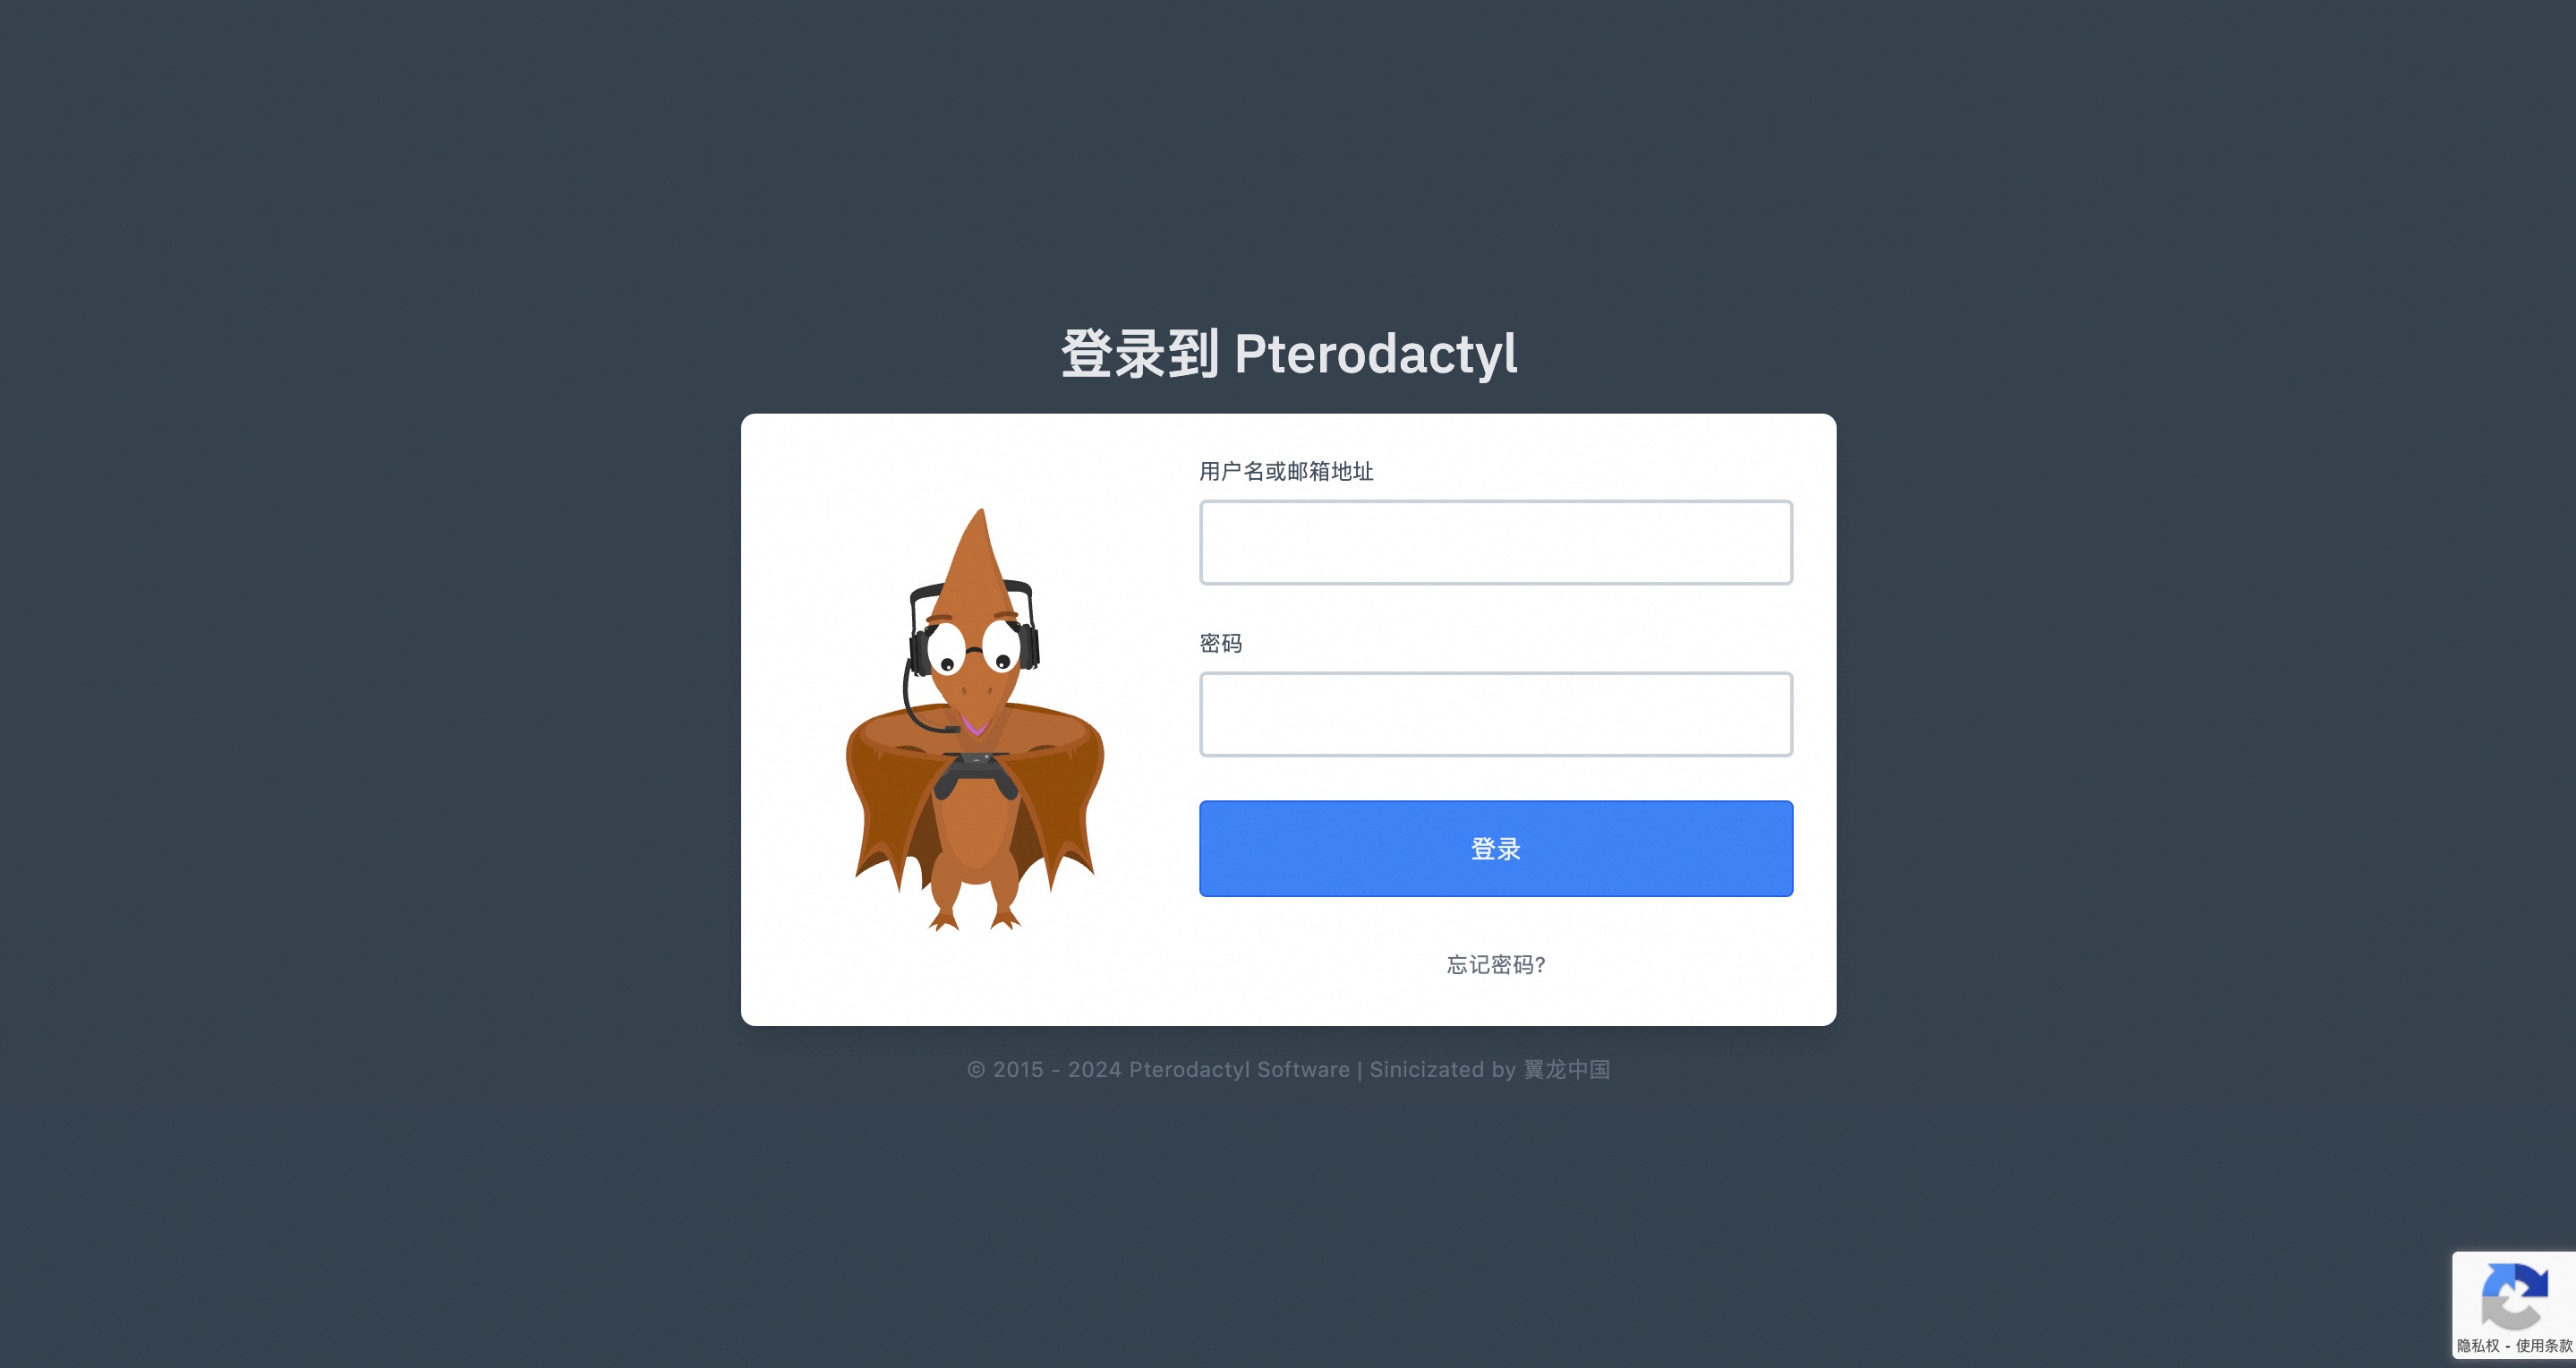 登录到 Pterodactyl
用户名或邮箱地址
密码
登录
忘记密码?
© 2015 - 2024 Pterodactyl Software | Sinicizated by 翼龙中国
隐私权 - 使用条款